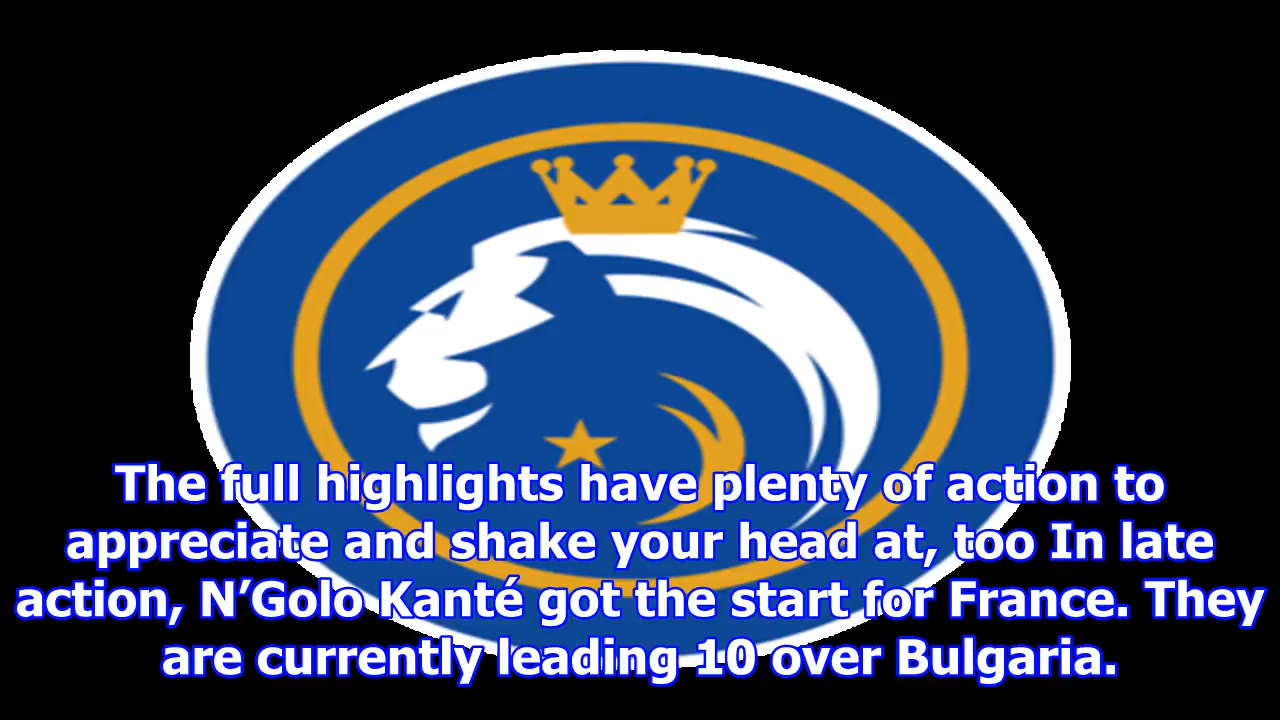 The full highlights have plenty of action to
appreciate and shake your head at, too In late
action, N’Golo Kanté got the start for France. They
are currently leading 10 over Bulgaria.